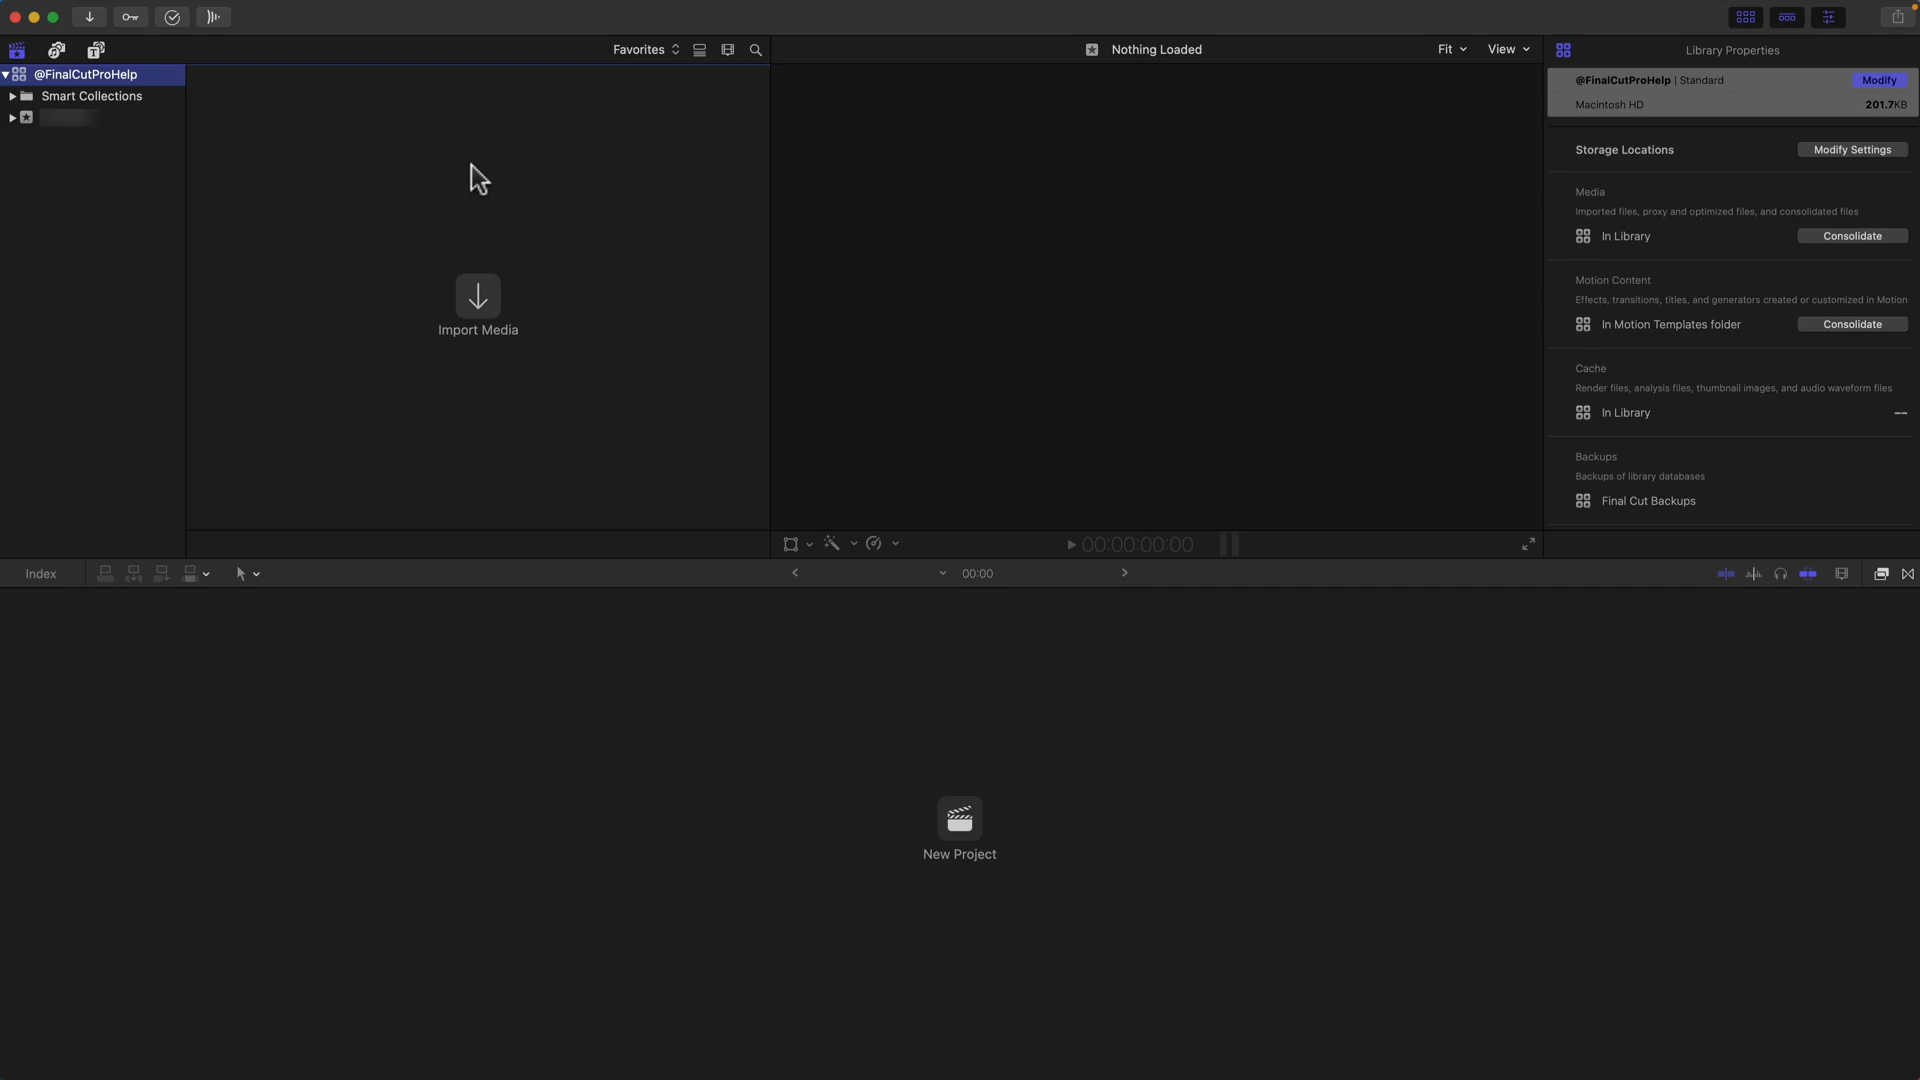 Favorites
Nothing Loaded
Fit
View
Library Properties
@FinalCutProHelp
Smart Collections
Import Media
@FinalCutProHelp | Standard
Modify
Macintosh HD
201.7KB
Storage Locations
Modify Settings
Media
Imported files, proxy and optimized files, and consolidated files
In Library
Consolidate
Motion Content
Effects, transitions, titles, and generators created or customized in Motion
In Motion Templates folder
Consolidate
Cache
Render files, analysis files, thumbnail images, and audio waveform files
In Library
--
Backups
Backups of library databases
Final Cut Backups
00:00:00:00
Index
00:00
New Project